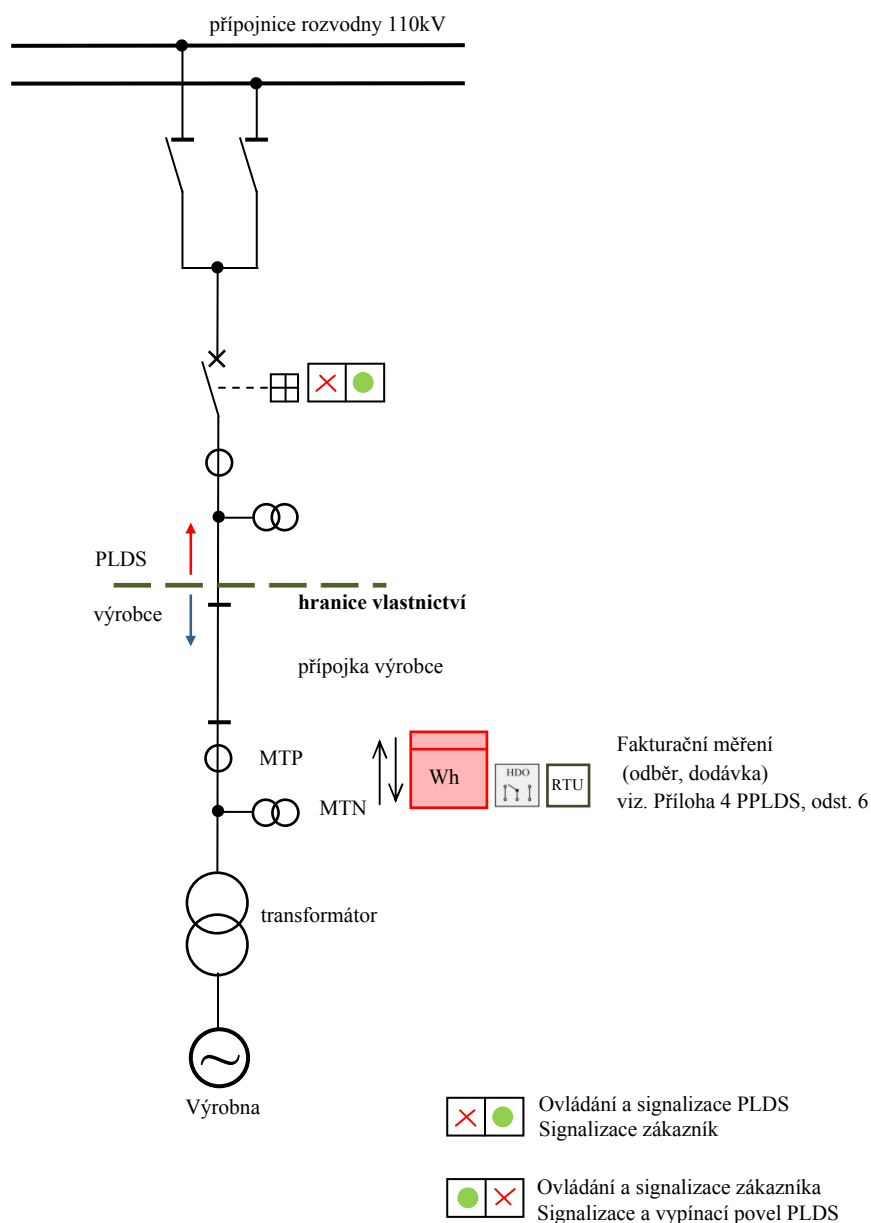 přípojnice rozvodny 110kV
PLDS
výrobce
hranice vlastnictví
přípojka výrobce
MTP
MTN
Wh
HDO
RTU
Fakturační měření
(odběr, dodávka)
viz. Příloha 4 PPLDS, odst. 6
transformátor
Výrobna
Ovládání a signalizace PLDS
Signalizace zákazník
Ovládání a signalizace zákazníka
Signalizace a vypínací povel PLDS